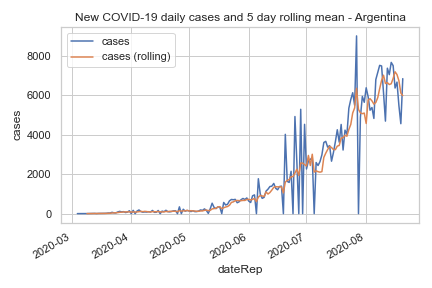 New COVID-19 daily cases and 5 day rolling mean - Argentina
cases
cases (rolling)
8000
6000
4000
2000
0
cases
2020-03
2020-04
2020-05
2020-06
2020-07
2020-08
dateRep